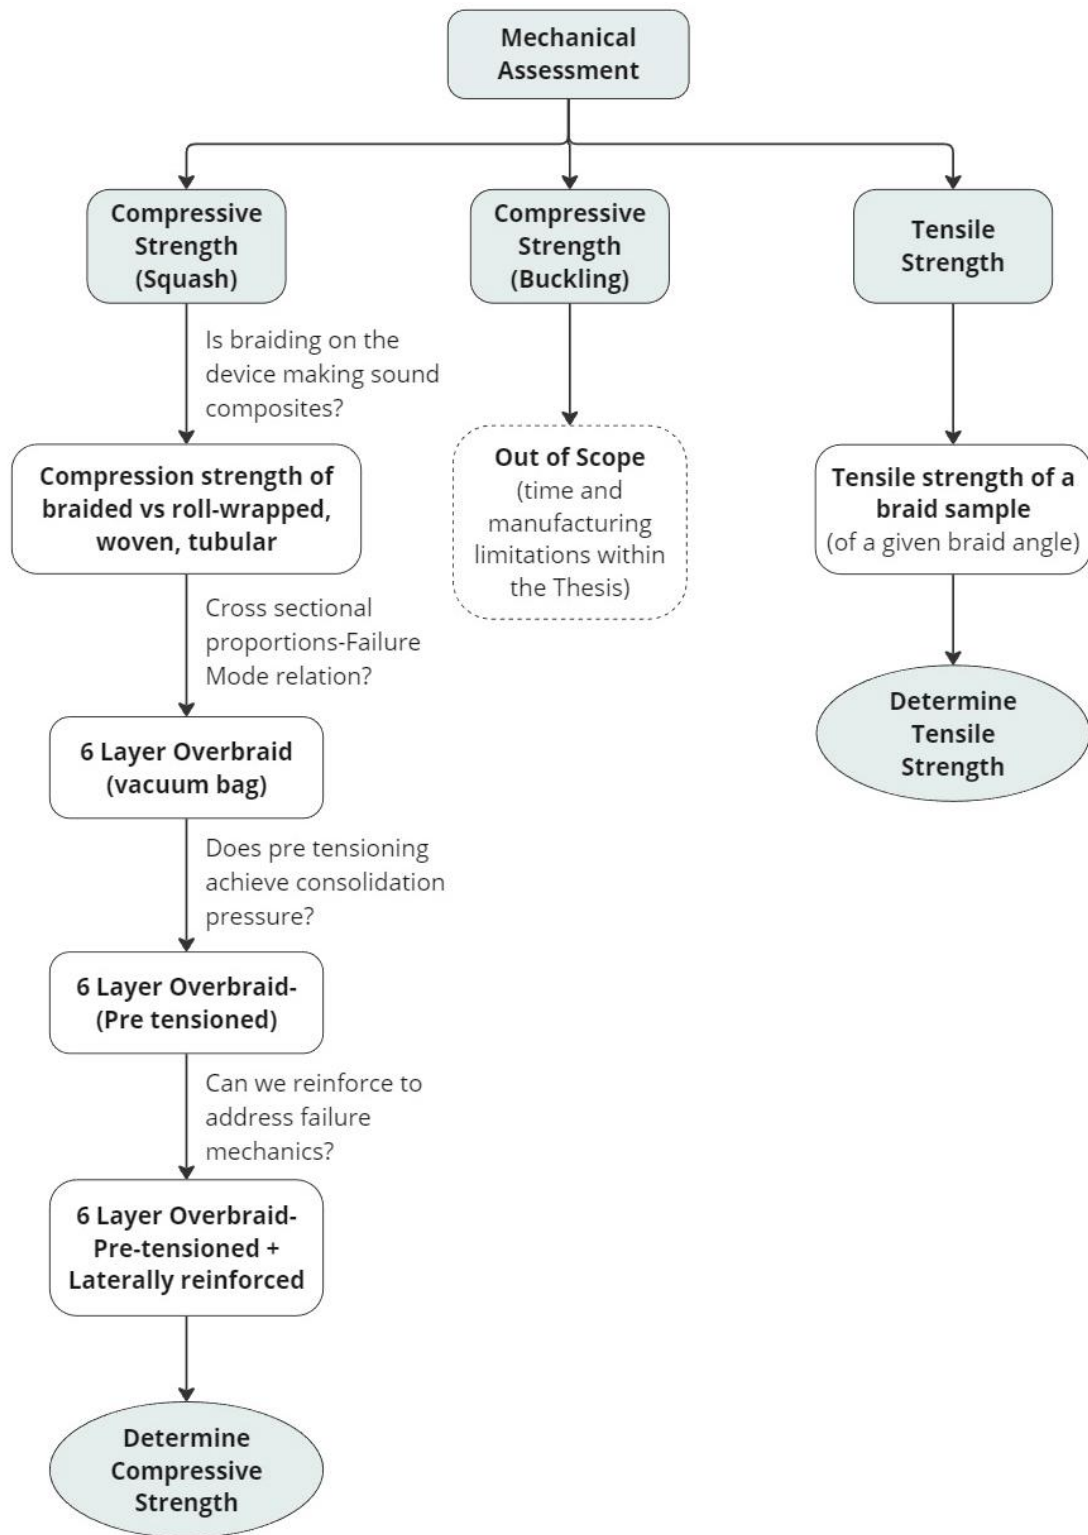 Mechanical
Assessment
Compressive
Strength
(Squash)
Compressive
Strength
(Buckling)
Tensile
Strength
Is braiding on the
device making sound
composites?
Compression strength of
braided vs roll-wrapped,
woven, tubular
Out of Scope
(time and
manufacturing
limitations within
the Thesis)
Tensile strength of a
braid sample
(of a given braid angle)
Cross sectional
proportions-Failure
Mode relation?
6 Layer Overbraid
(vacuum bag)
Determine
Tensile
Strength
Does pre tensioning
achieve consolidation
pressure?
6 Layer Overbraid-
(Pre tensioned)
Can we reinforce to
address failure
mechanics?
6 Layer Overbraid-
Pre-tensioned +
Laterally reinforced
Determine
Compressive
Strength